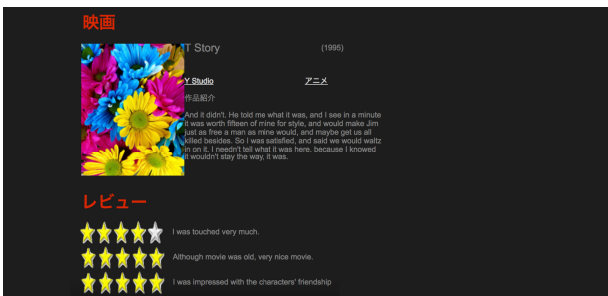 映画
T Story (1995)
Y Studio アニメ
作品紹介
And it didn't. He told me what it was, and I see in a minute
it was worth fifteen of mine for style, and would make Jim
just as free a man as mine would, and maybe get us all
killed besides. So I was satisfied, and said we would waltz
in on it. I needn't tell what it was here. because I knowed
it wouldn't stay the way, it was.
レビュー
I was touched very much.
Although movie was old, very nice movie.
I was impressed with the characters' friendship